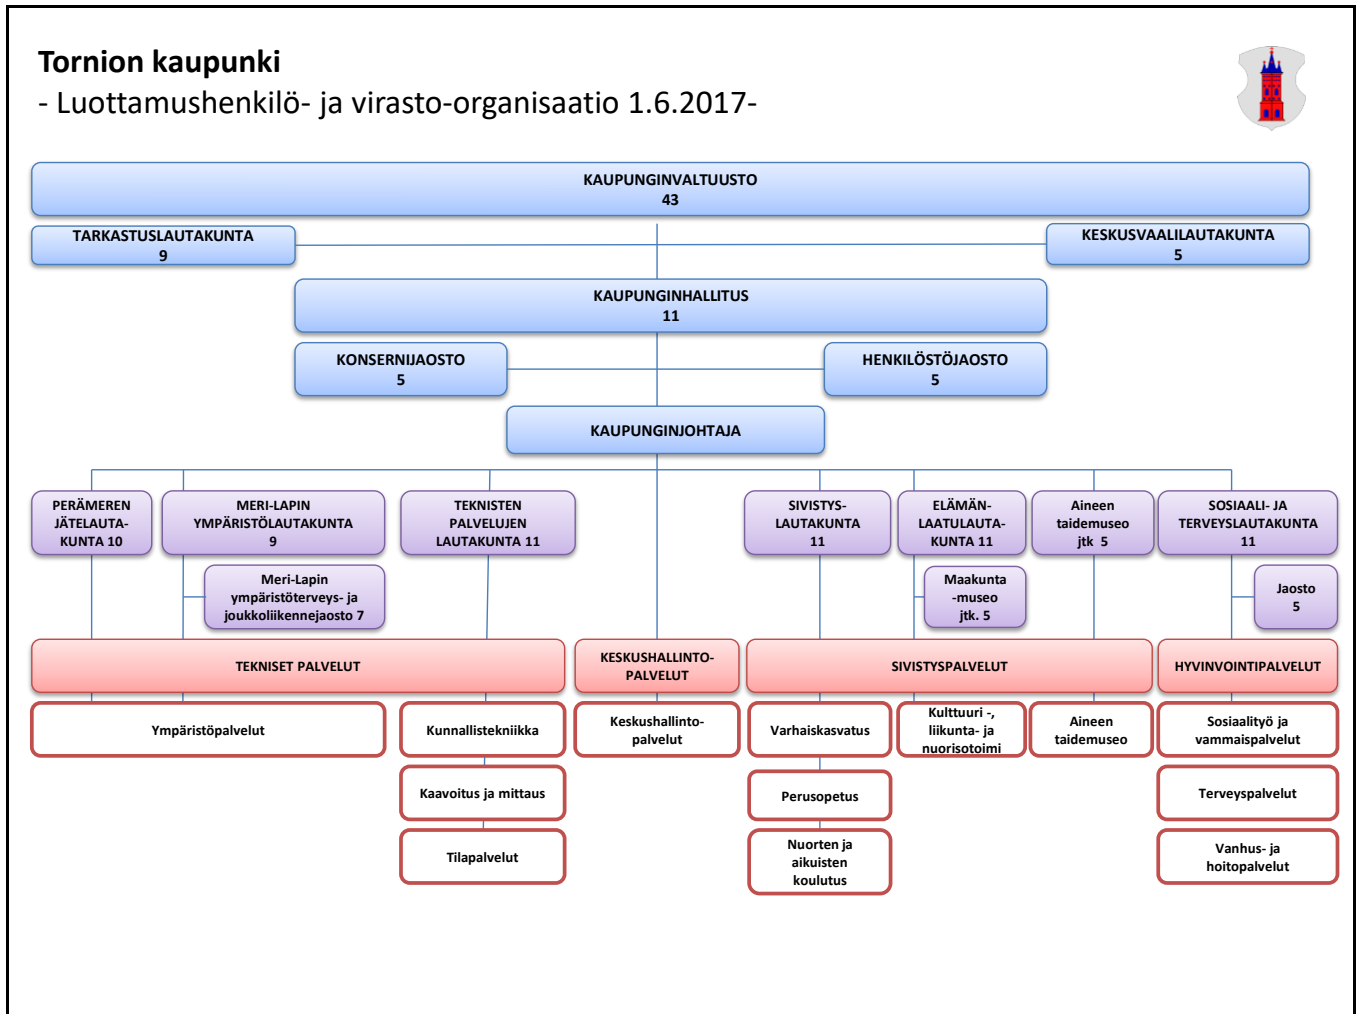 Tornion kaupunki
- Luottamushenkilö- ja virasto-organisaatio 1.6.2017-
KAUPUNGINVALTUUSTO
43
TARKASTUSLAUTAKUNTA
9
KESKUSVAALILAUTAKUNTA
5
KAUPUNGINHALLITUS
11
KONSERNIJAOSTO
5
HENKILÖSTÖJAOSTO
5
KAUPUNGINJOHTAJA
PERÄMEREN
JÄTELAUTA-
KUNTA 10
MERI-LAPIN
YMPÄRISTÖLAUTAKUNTA
9
TEKNISTEN
PALVELUJEN
LAUTAKUNTA 11
SIVISTYS-
LAUTAKUNTA
11
ELÄMÄN-
LAATULAUTA-
KUNTA 11
Aineen
taidemuseo
jtk 5
SOSIAALI- JA
TERVEYSLAUTAKUNTA
11
Meri-Lapin
ympäristöterveys- ja
joukkoliikennejaosto 7
Maakunta
-museo
jtk. 5
Jaosto
5
TEKNISET PALVELUT
KESKUSHALLINTO-
PALVELUT
SIVISTYSPALVELUT
HYVINVOINTIPALVELUT
Ympäristöpalvelut
Kunnallistekniikka
Keskushallinto-
palvelut
Varhaiskasvatus
Kulttuuri -,
liikunta- ja
nuorisotoimi
Aineen
taidemuseo
Sosiaalityö ja
vammaispalvelut
Kaavoitus ja mittaus
Perusopetus
Terveyspalvelut
Tilapalvelut
Nuorten ja
aikuisten
koulutus
Vanhus- ja
hoitopalvelut